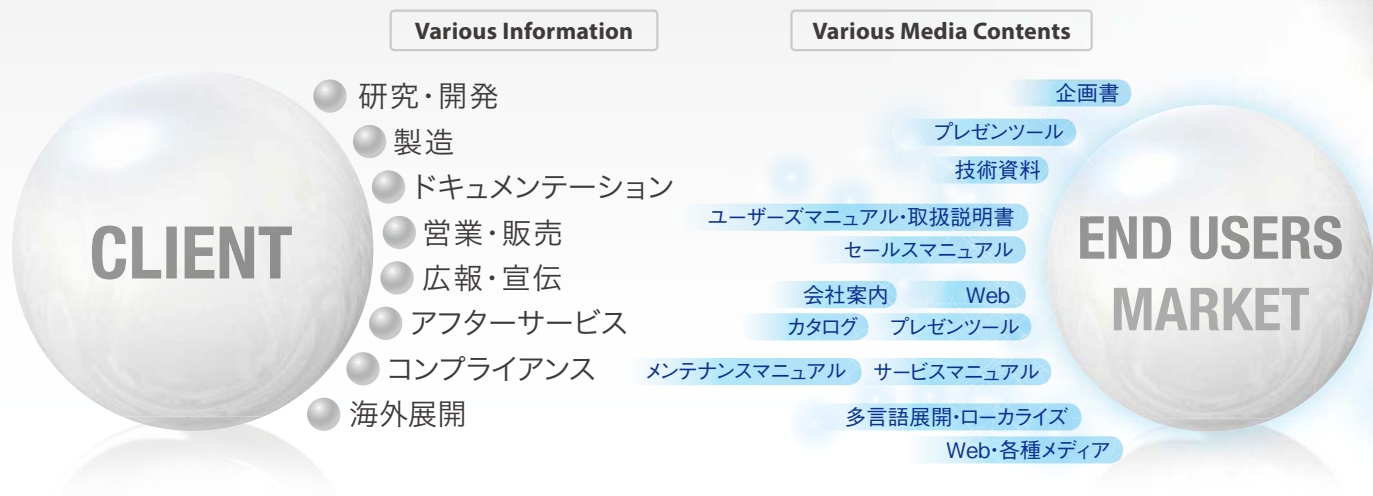 Various Information
Various Media Contents
CLIENT
研究・開発
製造
ドキュメンテーション
営業・販売
広報・宣伝
アフターサービス
コンプライアンス
海外展開
企画書
プレゼンツール
技術資料
ユーザーズマニュアル・取扱説明書
セールスマニュアル
会社案内 Web
カタログ プレゼンツール
メンテナンスマニュアル サービスマニュアル
多言語展開・ローカライズ
Web・各種メディア
END USERS
MARKET